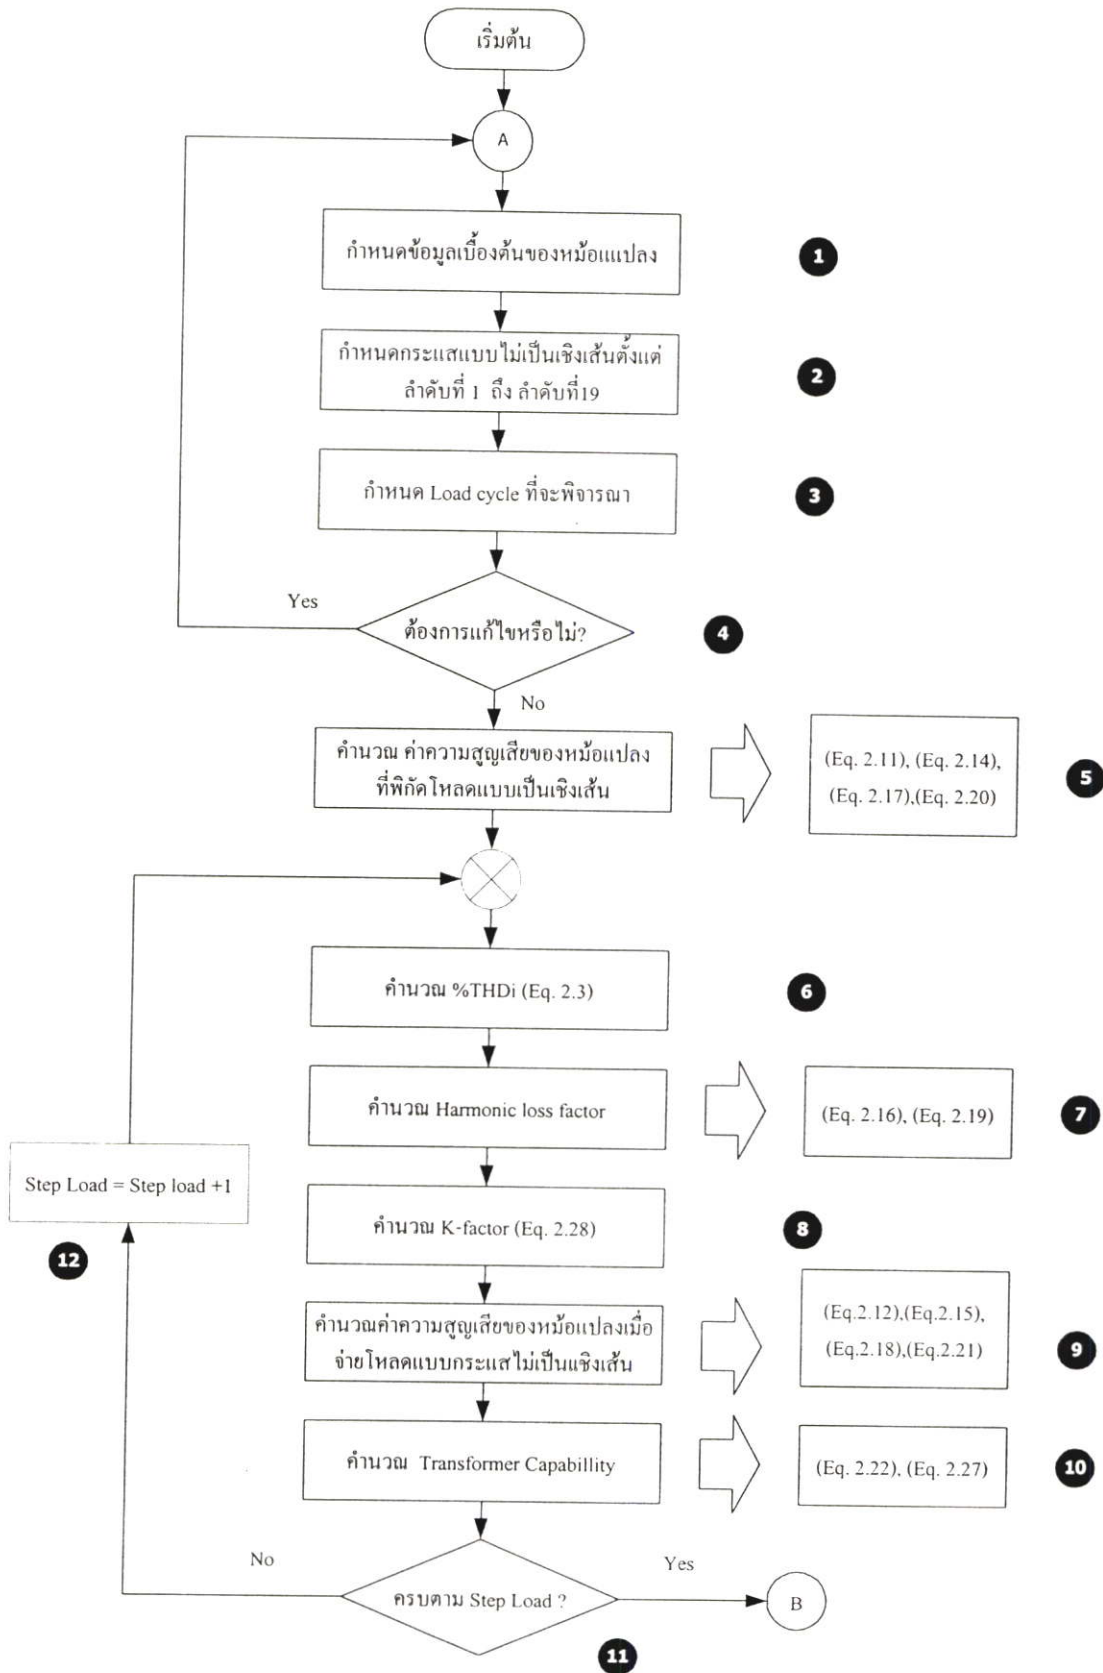 เริ่มต้น
A
กำหนดข้อมูลเบื้องต้นของหม้อแแปลง
1
กำหนดกระแสแบบไม่เป็นเชิงเส้นตั้งแต่
ลำดับที่ 1 ถึง ลำดับที่19
2
กำหนด Load cycle ที่จะพิจารณา
3
Yes
ต้องการแก้ไขหรือไม่?
4
No
คำนวณ ค่าความสูญเสียของหม้อแปลง
ที่พิกัดโหลดแบบเป็นเชิงเส้น
(Eq. 2.11), (Eq. 2.14),
(Eq. 2.17),(Eq. 2.20)
5
คำนวณ %THDi (Eq. 2.3)
6
คำนวณ Harmonic loss factor
(Eq. 2.16), (Eq. 2.19)
7
Step Load = Step load +1
12
คำนวณ K-factor (Eq. 2.28)
8
คำนวณค่าความสูญเสียของหม้อแปลงเมื่อ
จ่ายโหลดแบบกระแสไม่เป็นแชิงเส้น
(Eq.2.12),(Eq.2.15),
(Eq.2.18),(Eq.2.21)
9
คำนวณ Transformer Capabillity
(Eq. 2.22), (Eq. 2.27)
10
No
ครบตาม Step Load ?
Yes
B
11